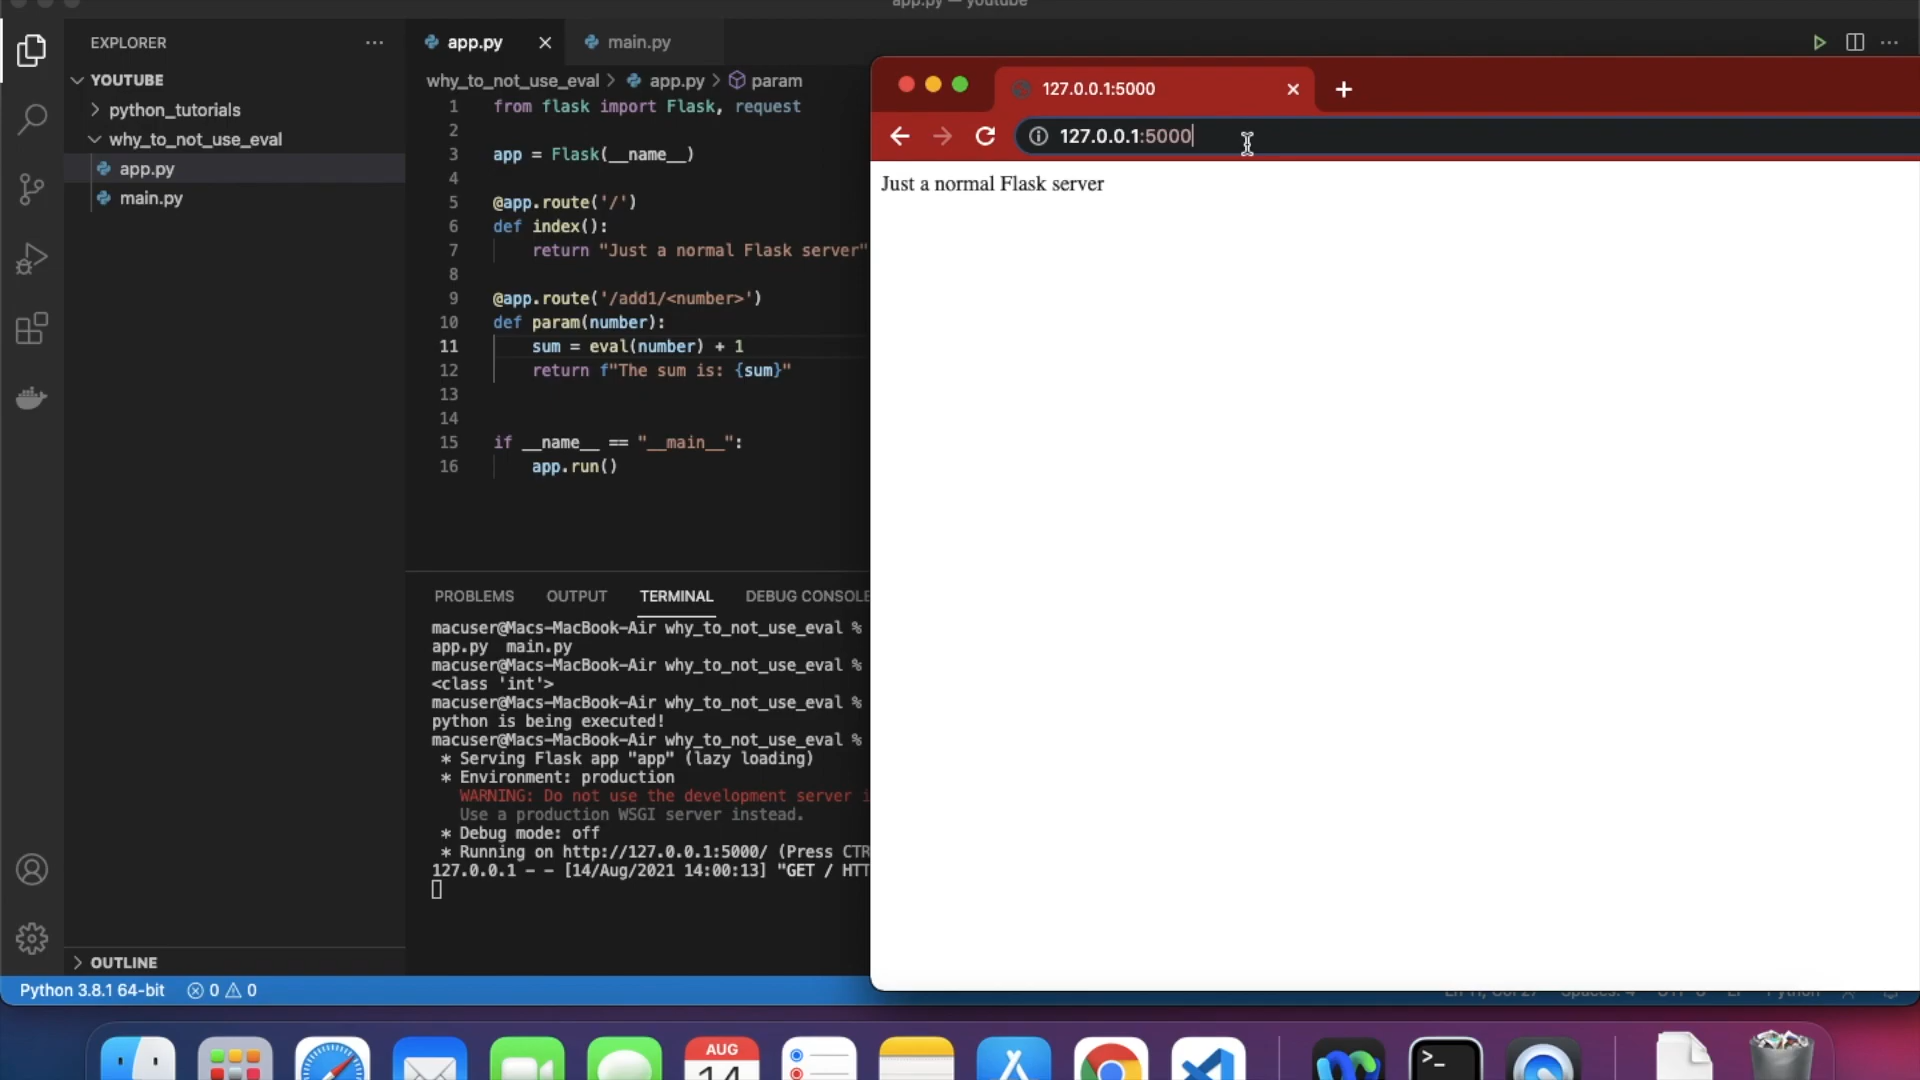 app.py — youtube
EXPLORER
YOUTUBE
python_tutorials
why_to_not_use_eval
app.py
main.py
OUTLINE
app.py
main.py
why_to_not_use_eval > app.py > param
1 from flask import Flask, request
2
3 app = Flask(__name__)
4
5 @app.route('/')
6 def index():
7 return "Just a normal Flask server"
8
9 @app.route('/add1/<number>')
10 def param(number):
11 sum = eval(number) + 1
12 return f"The sum is: {sum}"
13
14
15 if __name__ == "__main__":
16 app.run()
PROBLEMS OUTPUT TERMINAL DEBUG CONSOLE
macuser@Macs-MacBook-Air why_to_not_use_eval %
app.py main.py
macuser@Macs-MacBook-Air why_to_not_use_eval %
<class 'int'>
macuser@Macs-MacBook-Air why_to_not_use_eval %
python is being executed!
macuser@Macs-MacBook-Air why_to_not_use_eval %
* Serving Flask app "app" (lazy loading)
* Environment: production
WARNING: Do not use the development server i
Use a production WSGI server instead.
* Debug mode: off
* Running on http://127.0.0.1:5000/ (Press CTR
127.0.0.1 - - [14/Aug/2021 14:00:13] "GET / HTT
Python 3.8.1 64-bit 0 0
127.0.0.1:5000
127.0.0.1:5000
Just a normal Flask server
AUG
14
>_